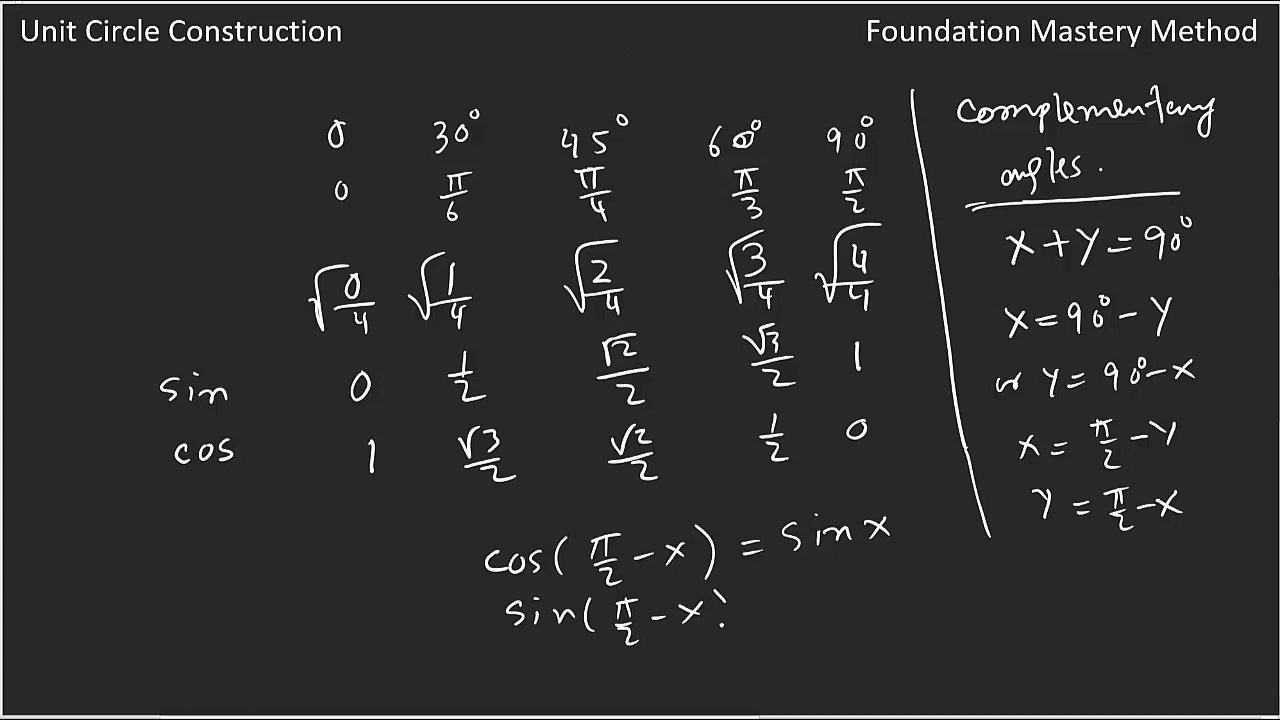 Unit Circle Construction
Foundation Mastery Method
0 30° 45° 60° 90°
0 π/6 π/4 π/3 π/2
√0/4 √1/4 √2/4 √3/4 √4/4
sin 0 1/2 √2/2 √3/2 1
cos 1 √3/2 √2/2 1/2 0
cos(π/2 - x) = sin x
sin(π/2 - x)
complementary
angles.
x + y = 90°
x = 90° - y
or y = 90° - x
x = π/2 - y
y = π/2 - x